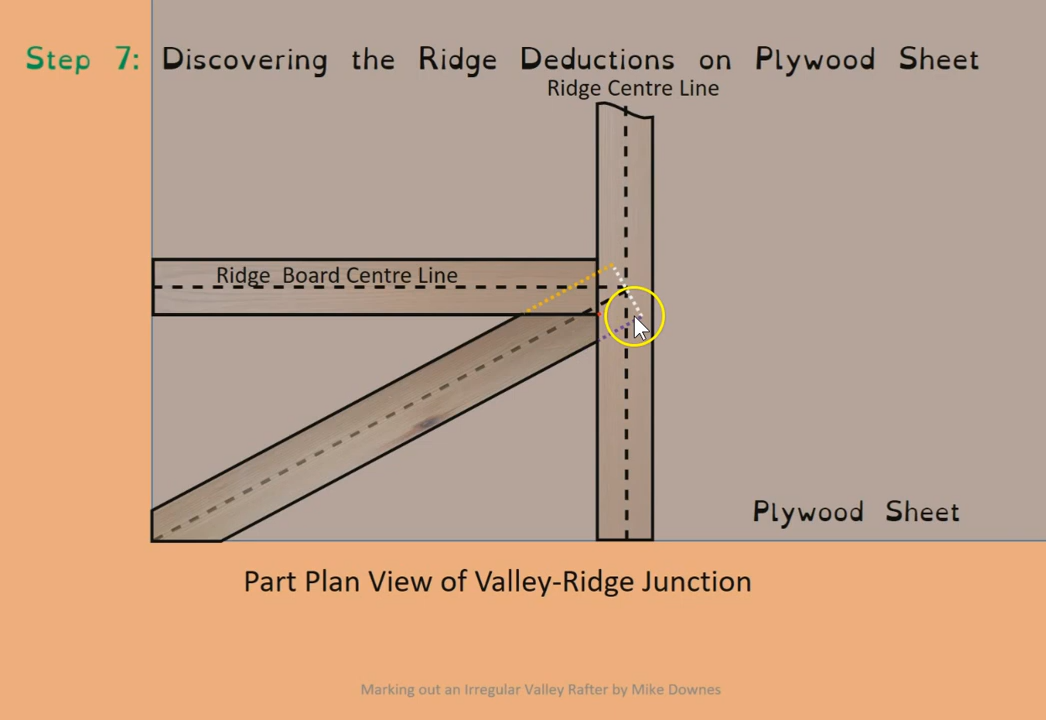 Step 7: Discovering the Ridge Deductions on Plywood Sheet
Ridge Centre Line
Ridge Board Centre Line
Plywood Sheet
Part Plan View of Valley-Ridge Junction
Marking out an Irregular Valley Rafter by Mike Downes